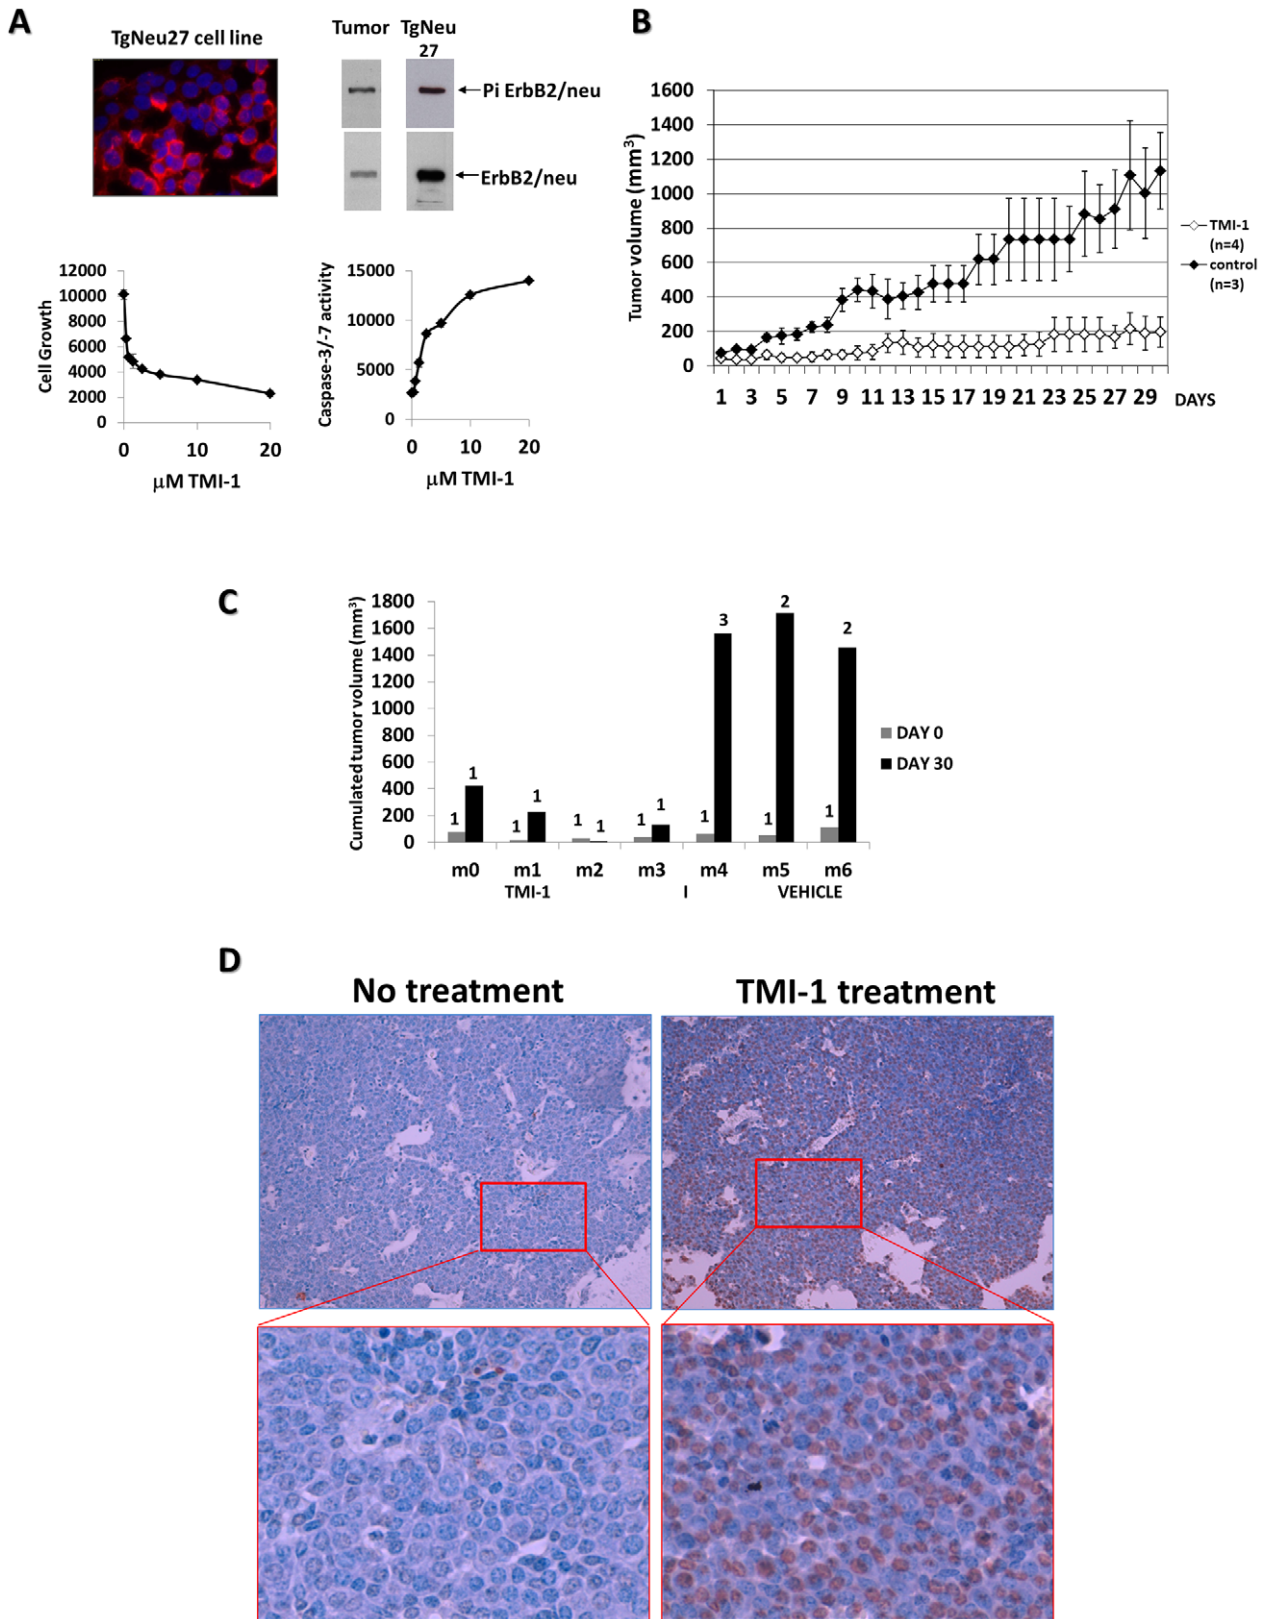 A
TgNeu27 cell line
Tumor TgNeu
27
Pi ErbB2/neu
ErbB2/neu
Cell Growth
12000
10000
8000
6000
4000
2000
0
0 10 20
μM TMI-1
Caspase-3/-7 activity
15000
10000
5000
0
0 10 20
μM TMI-1
B
Tumor volume (mm³)
1600
1400
1200
1000
800
600
400
200
0
1 3 5 7 9 11 13 15 17 19 21 23 25 27 29 DAYS
TMI-1
(n=4)
control
(n=3)
C
Cumulated tumor volume (mm³)
1800
1600
1400
1200
1000
800
600
400
200
0
1 1 1 1 1 1 1 1 1 3 1 2 1 2
m0 m1 m2 m3 m4 m5 m6
TMI-1 I VEHICLE
DAY 0
DAY 30
D
No treatment TMI-1 treatment